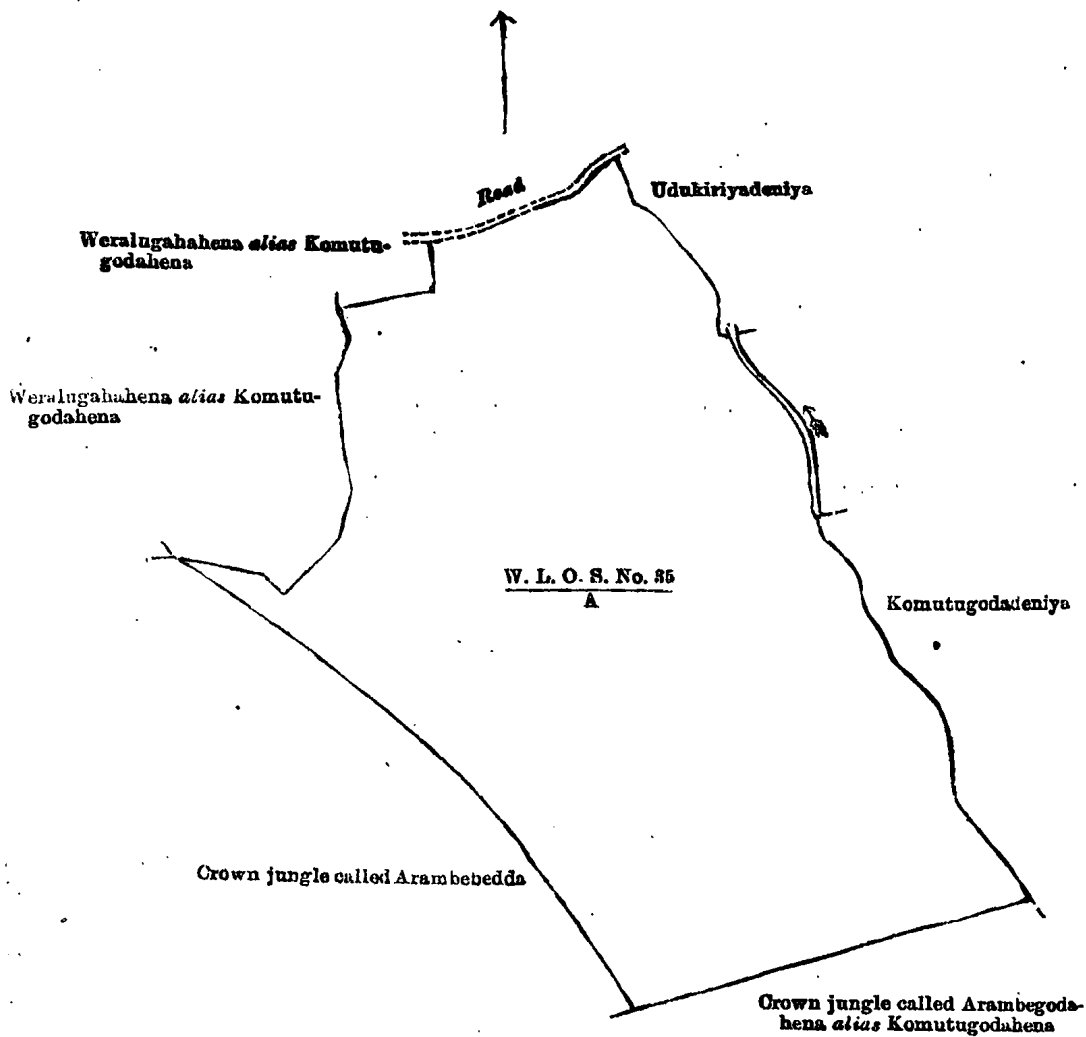 Road
Udukiriyadeniya
Weralugahahena alias Komutu-
godahena
Weralugahahena alias Komutu-
godahena
W. L. O. S. No. 35
A
Komutugodadeniya
Crown jungle called Arambebedda
Crown jungle called Arambegoda-
hena alias Komutugodahena